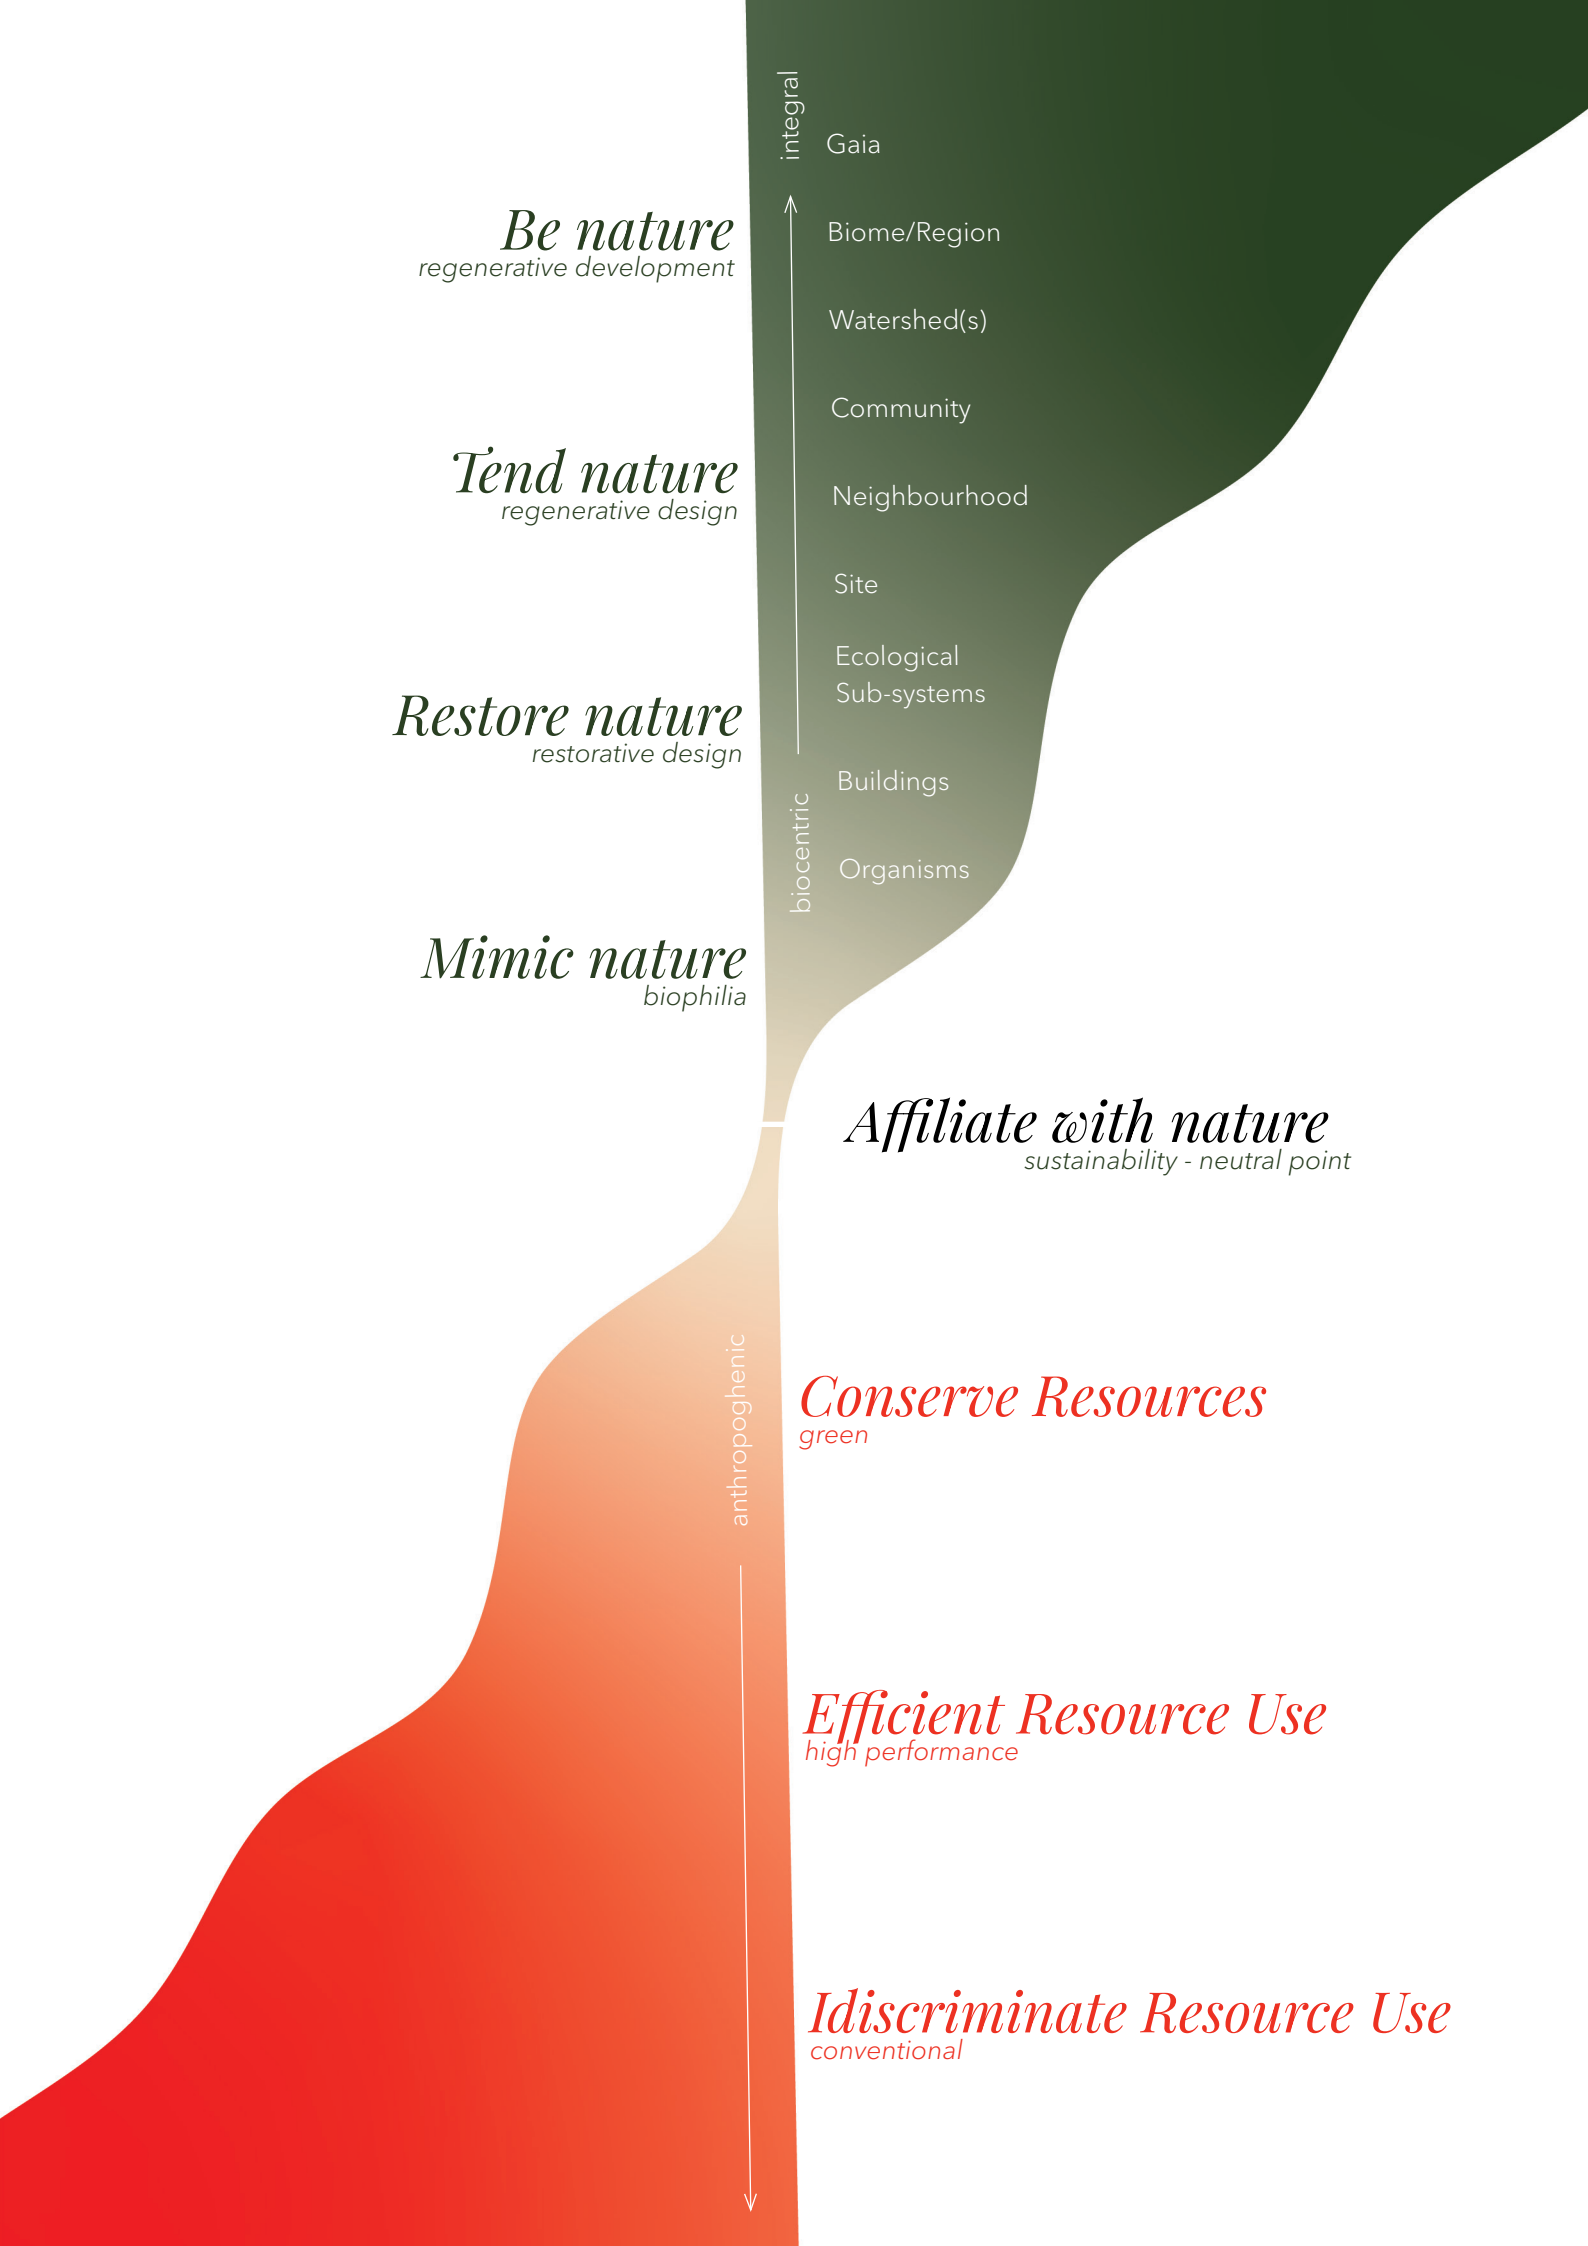 integral
Gaia
Be nature
regenerative development
Biome/Region
Watershed(s)
Community
Tend nature
regenerative design
Neighbourhood
Site
Ecological
Sub-systems
Restore nature
restorative design
Buildings
biocentric
Organisms
Mimic nature
biophilia
Affiliate with nature
sustainability - neutral point
anthropoghenic
Conserve Resources
green
Efficient Resource Use
high performance
Idiscriminate Resource Use
conventional